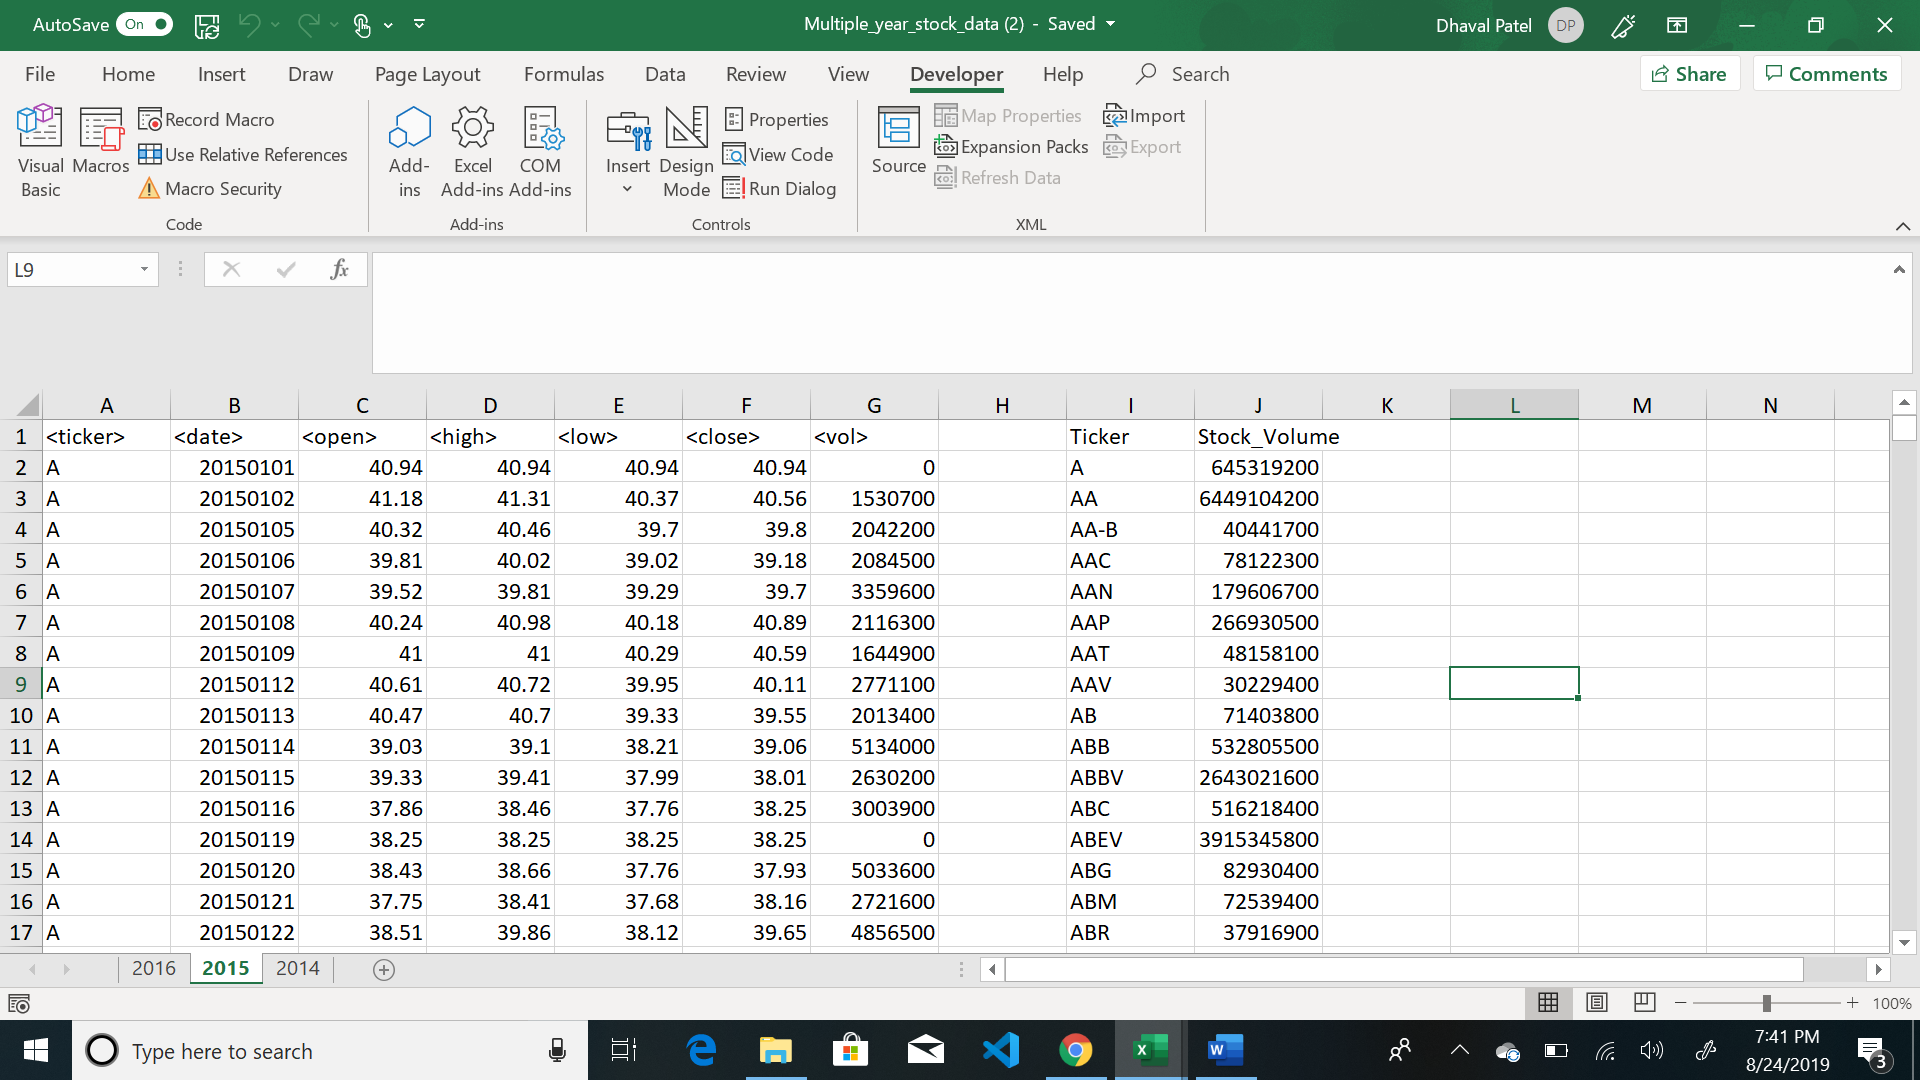 AutoSave On Multiple_year_stock_data (2) - Saved Dhaval Patel DP
File Home Insert Draw Page Layout Formulas Data Review View Developer Help Search Share Comments
Visual Basic Macros Record Macro Use Relative References Macro Security
Add-ins Excel Add-ins COM Add-ins
Insert Design Mode Properties View Code Run Dialog
Source Map Properties Expansion Packs Refresh Data Import Export
Code Add-ins Controls XML
L9 fx
A B C D E F G H I J K L M N
1 <ticker> <date> <open> <high> <low> <close> <vol> Ticker Stock_Volume
2 A 20150101 40.94 40.94 40.94 40.94 0 A 645319200
3 A 20150102 41.18 41.31 40.37 40.56 1530700 AA 6449104200
4 A 20150105 40.32 40.46 39.7 39.8 2042200 AA-B 40441700
5 A 20150106 39.81 40.02 39.02 39.18 2084500 AAC 78122300
6 A 20150107 39.52 39.81 39.29 39.7 3359600 AAN 179606700
7 A 20150108 40.24 40.98 40.18 40.89 2116300 AAP 266930500
8 A 20150109 41 41 40.29 40.59 1644900 AAT 48158100
9 A 20150112 40.61 40.72 39.95 40.11 2771100 AAV 30229400
10 A 20150113 40.47 40.7 39.33 39.55 2013400 AB 71403800
11 A 20150114 39.03 39.1 38.21 39.06 5134000 ABB 532805500
12 A 20150115 39.33 39.41 37.99 38.01 2630200 ABBV 2643021600
13 A 20150116 37.86 38.46 37.76 38.25 3003900 ABC 516218400
14 A 20150119 38.25 38.25 38.25 38.25 0 ABEV 3915345800
15 A 20150120 38.43 38.66 37.76 37.93 5033600 ABG 82930400
16 A 20150121 37.75 38.41 37.68 38.16 2721600 ABM 72539400
17 A 20150122 38.51 39.86 38.12 39.65 4856500 ABR 37916900
2016 2015 2014
100%
Type here to search 7:41 PM
8/24/2019 3